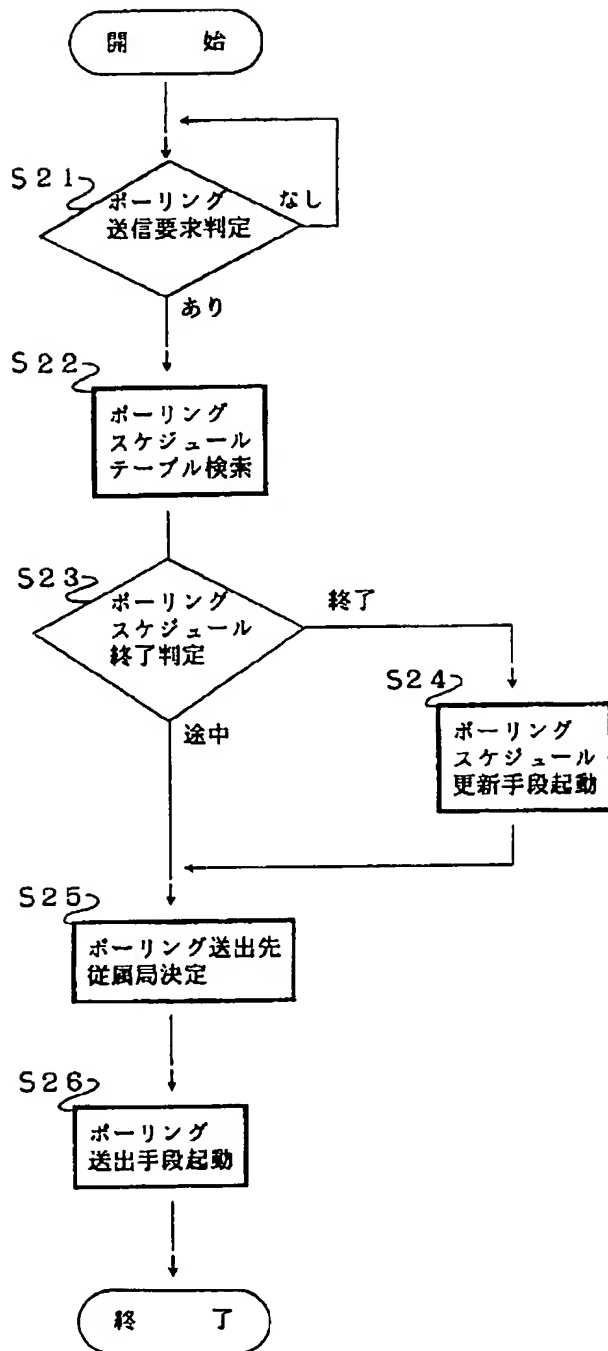 開 始
S21
ポーリング
送信要求判定
なし
あり
S22
ポーリング
スケジュール
テーブル検索
S23
ポーリング
スケジュール
終了判定
終了
途中
S24
ポーリング
スケジュール
更新手段起動
S25
ポーリング送出先
従属局決定
S26
ポーリング
送出手段起動
終 了